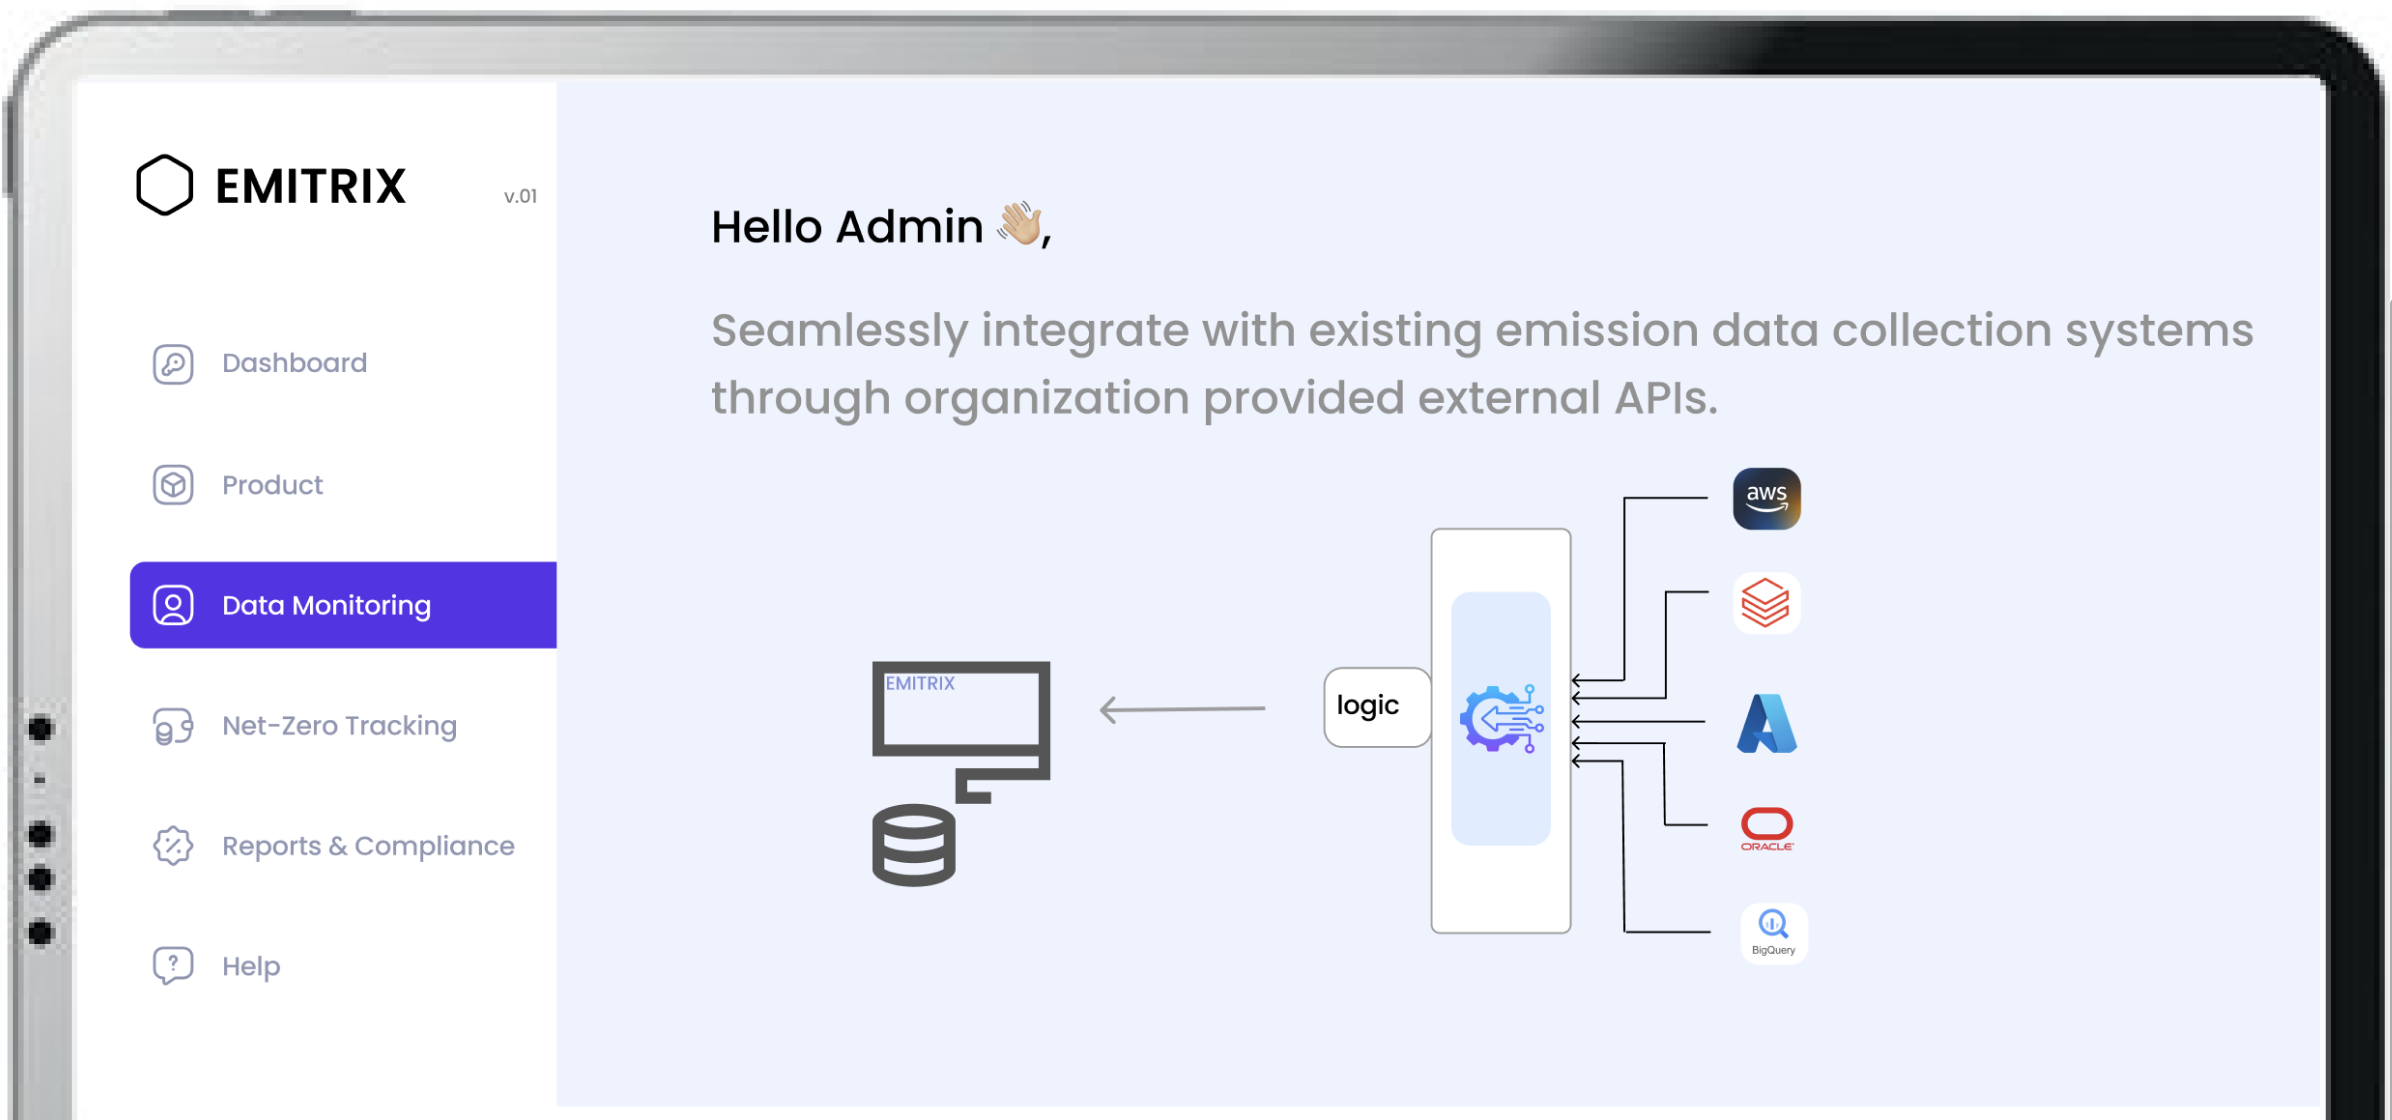 EMITRIX
v.01
Dashboard
Product
Data Monitoring
Net-Zero Tracking
Reports & Compliance
Help
Hello Admin 👋🏼,
Seamlessly integrate with existing emission data collection systems
through organization provided external APIs.
EMITRIX
logic
aws
ORACLE
BigQuery